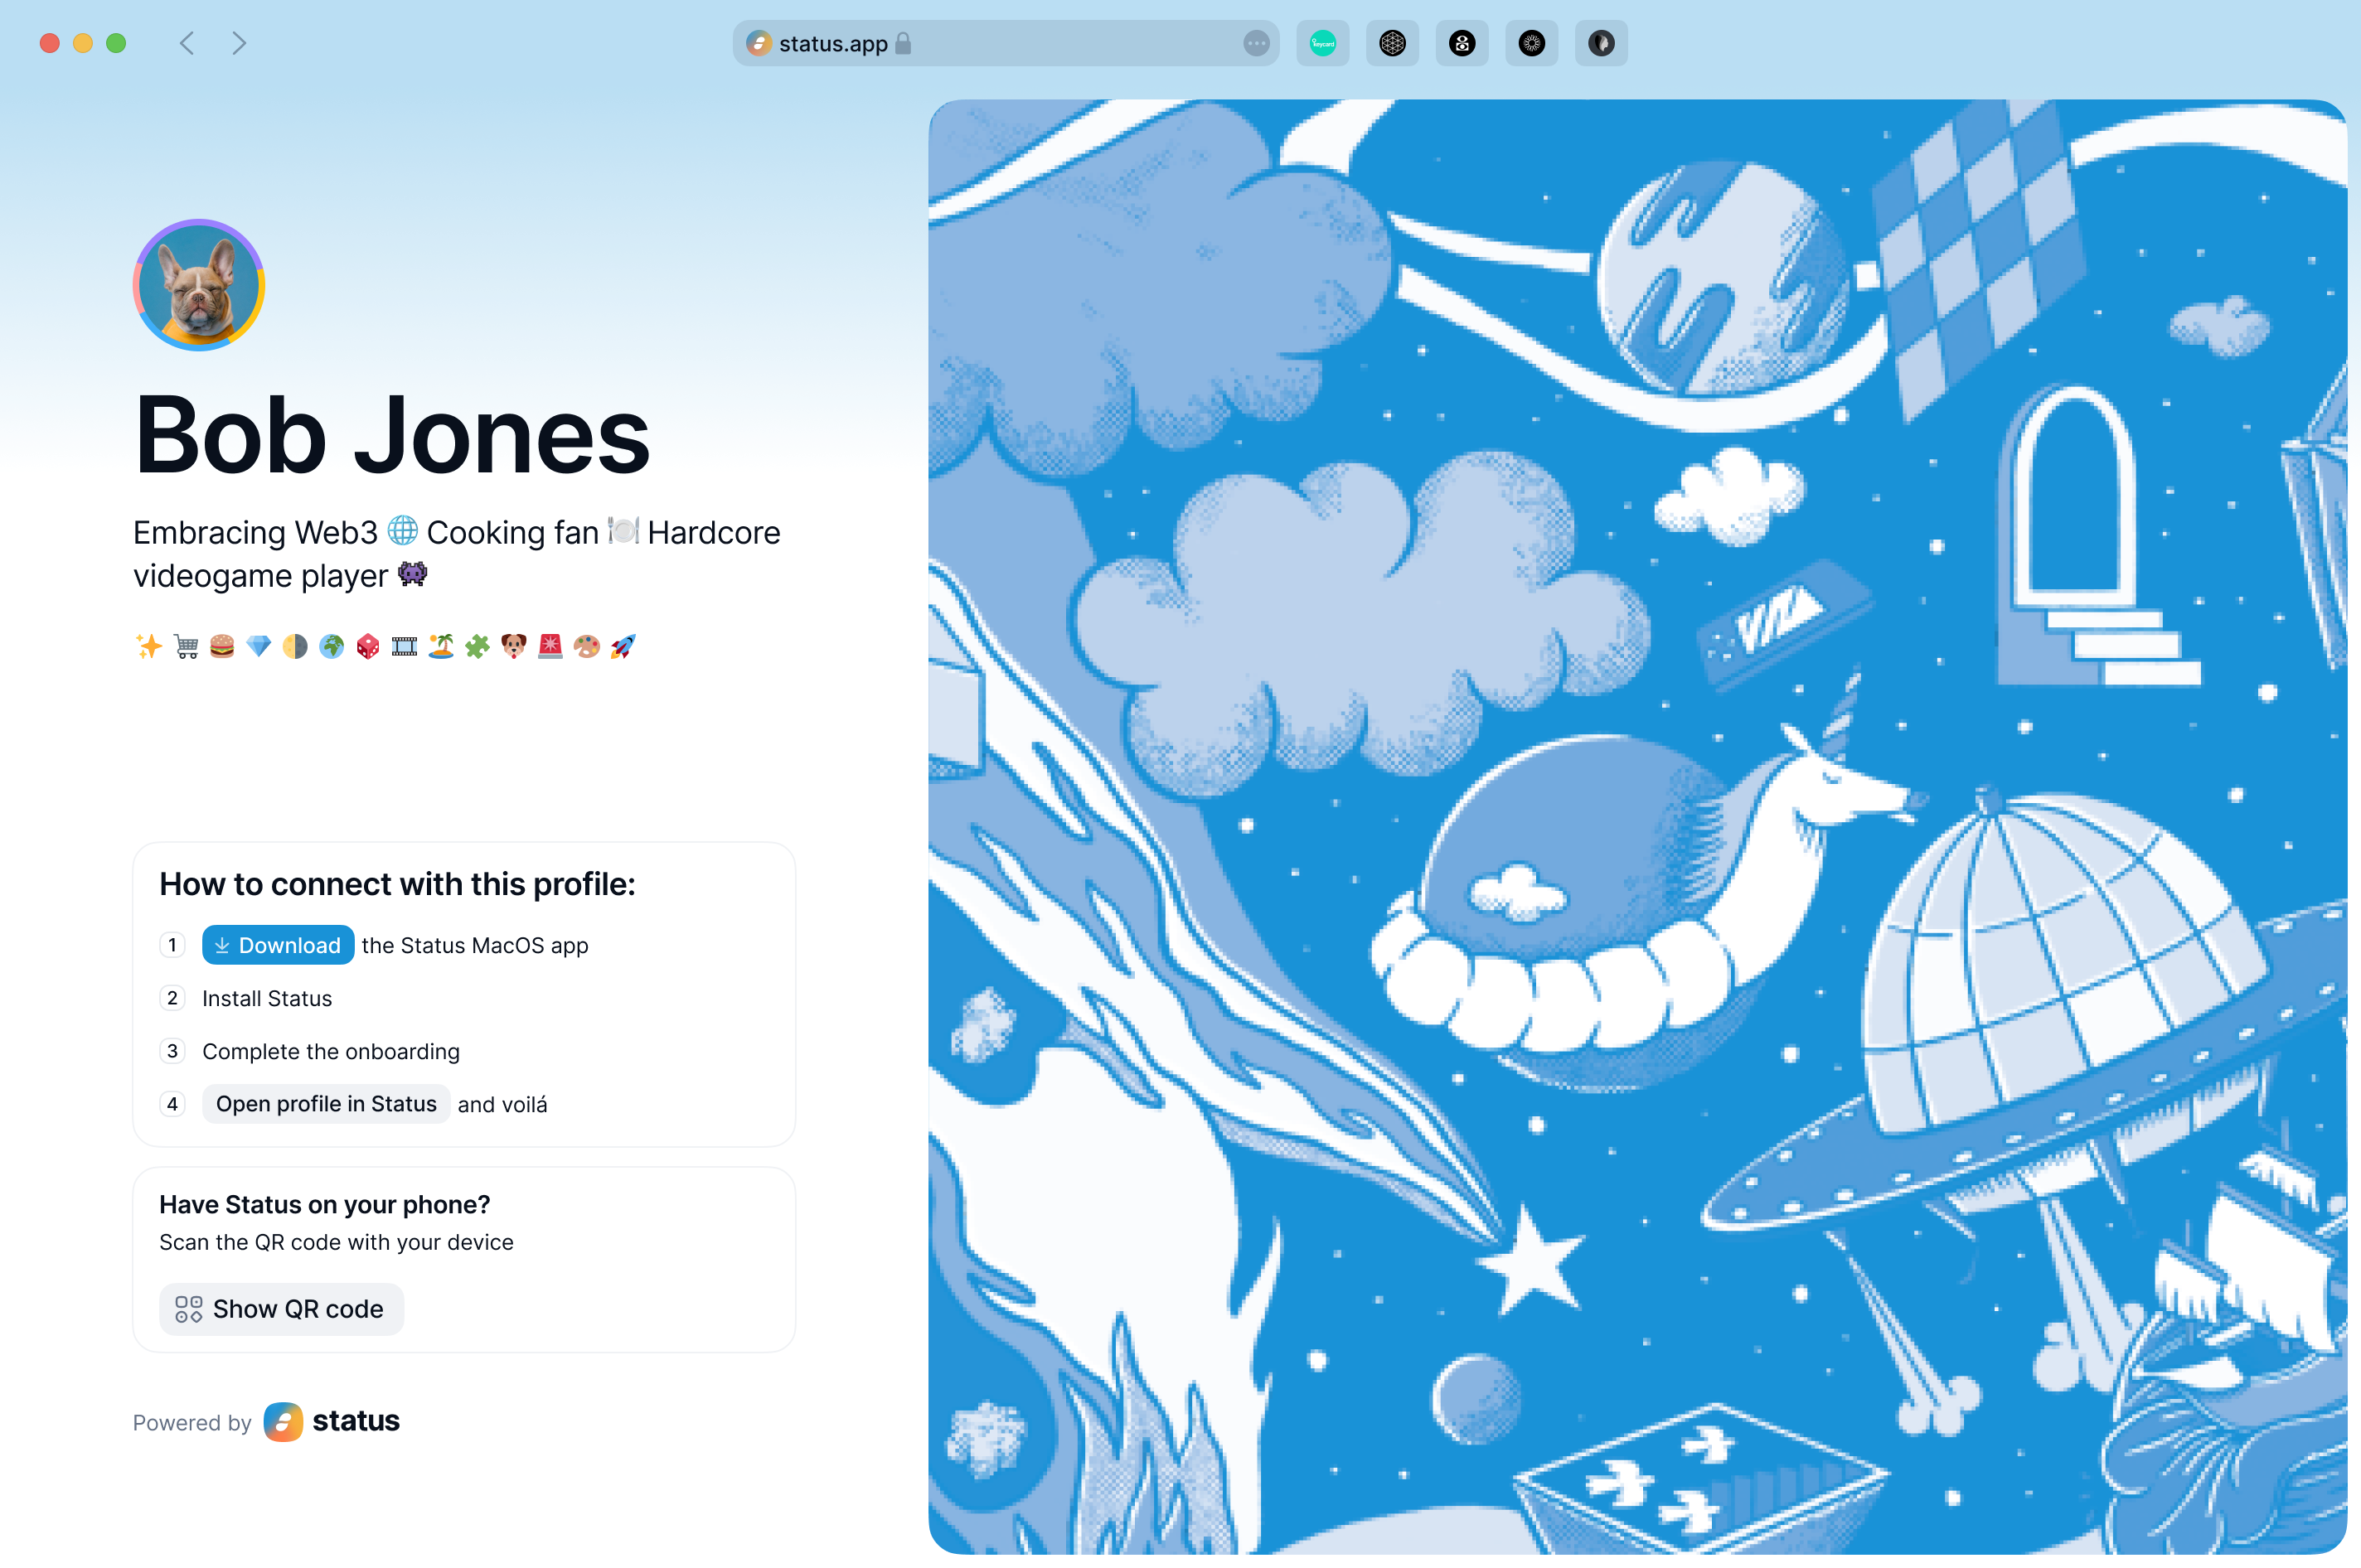 status.app
keycard
Bob Jones
Embracing Web3 🌐 Cooking fan 🍽️ Hardcore
videogame player 👾
How to connect with this profile:
1 Download the Status MacOS app
2 Install Status
3 Complete the onboarding
4 Open profile in Status and voilá
Have Status on your phone?
Scan the QR code with your device
Show QR code
Powered by status